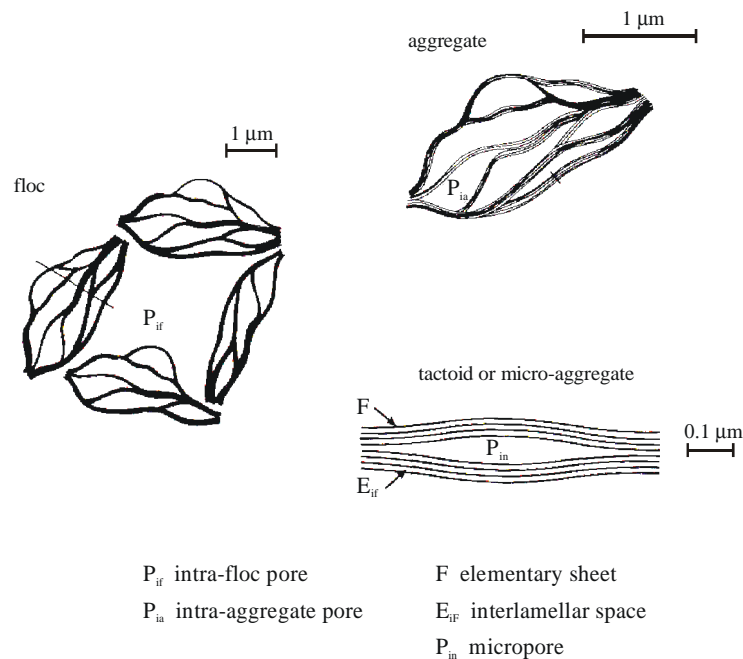 1 μm
aggregate
1 μm
floc
P_ia
P_if
tactoid or micro-aggregate
F
0.1 μm
P_in
E_if
P_if intra-floc pore
F elementary sheet
P_ia intra-aggregate pore
E_iF interlamellar space
P_in micropore